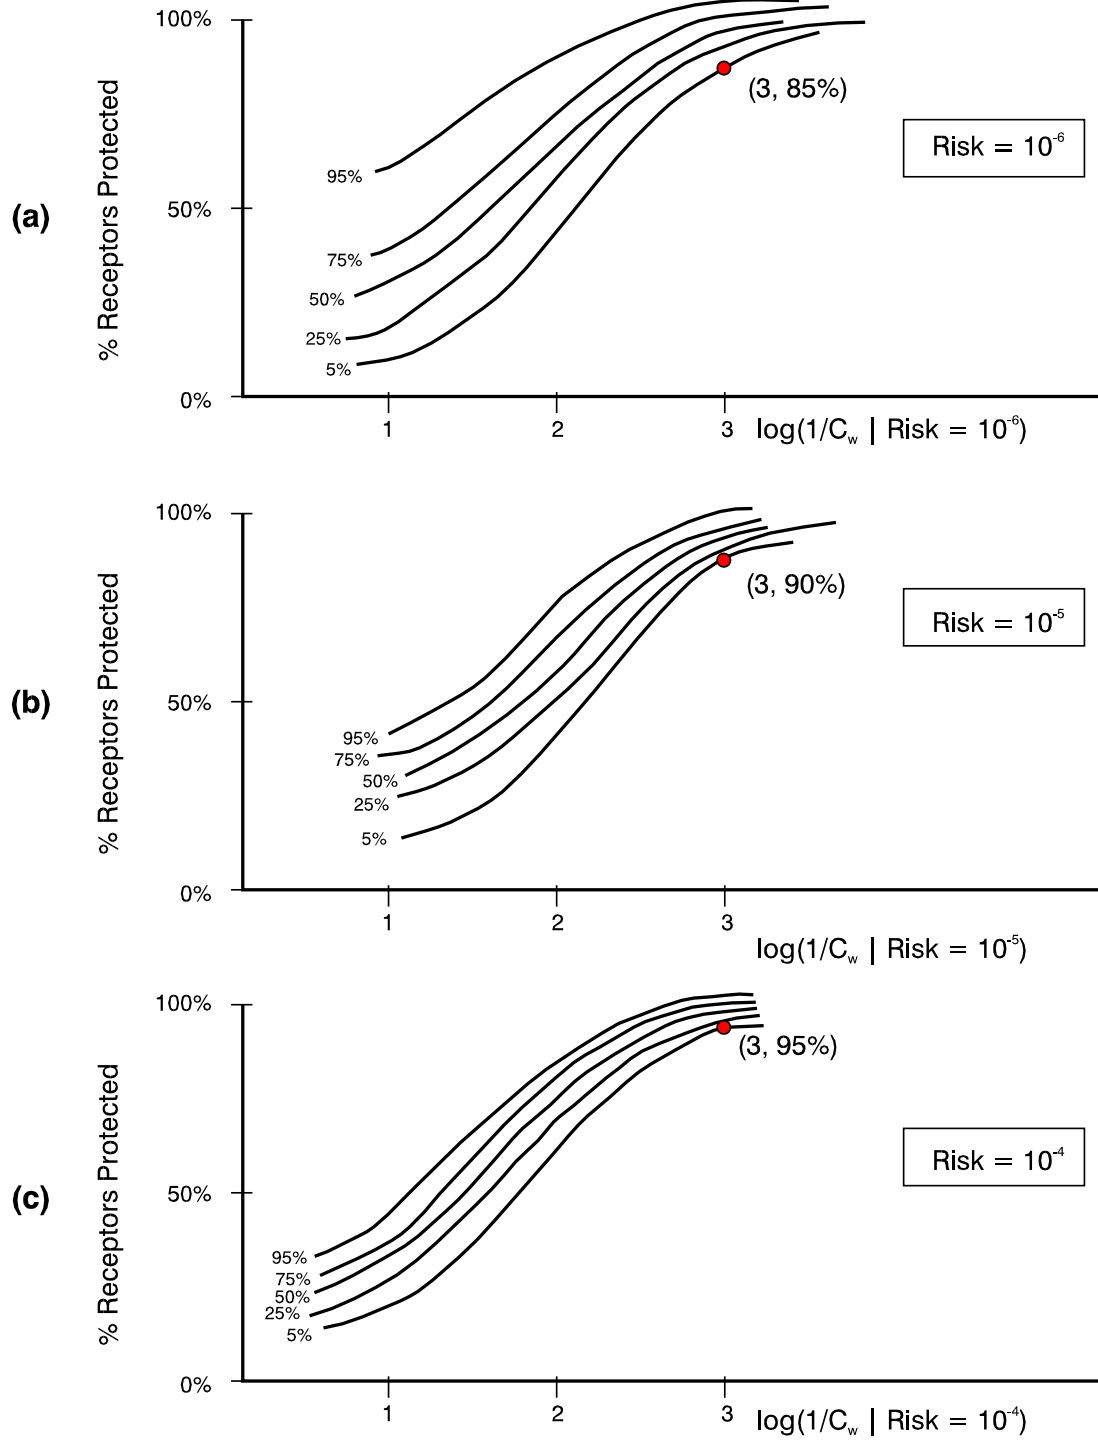 100%
(3, 85%)
Risk = 10⁻⁶
% Receptors Protected
95%
(a)
50%
75%
50%
25%
5%
0%
1 2 3 log(1/C_w | Risk = 10⁻⁶)
100%
(3, 90%)
Risk = 10⁻⁵
% Receptors Protected
(b)
50%
95%
75%
50%
25%
5%
0%
1 2 3
log(1/C_w | Risk = 10⁻⁵)
100%
(3, 95%)
Risk = 10⁻⁴
% Receptors Protected
(c)
50%
95%
75%
50%
25%
5%
0%
1 2 3 log(1/C_w | Risk = 10⁻⁴)